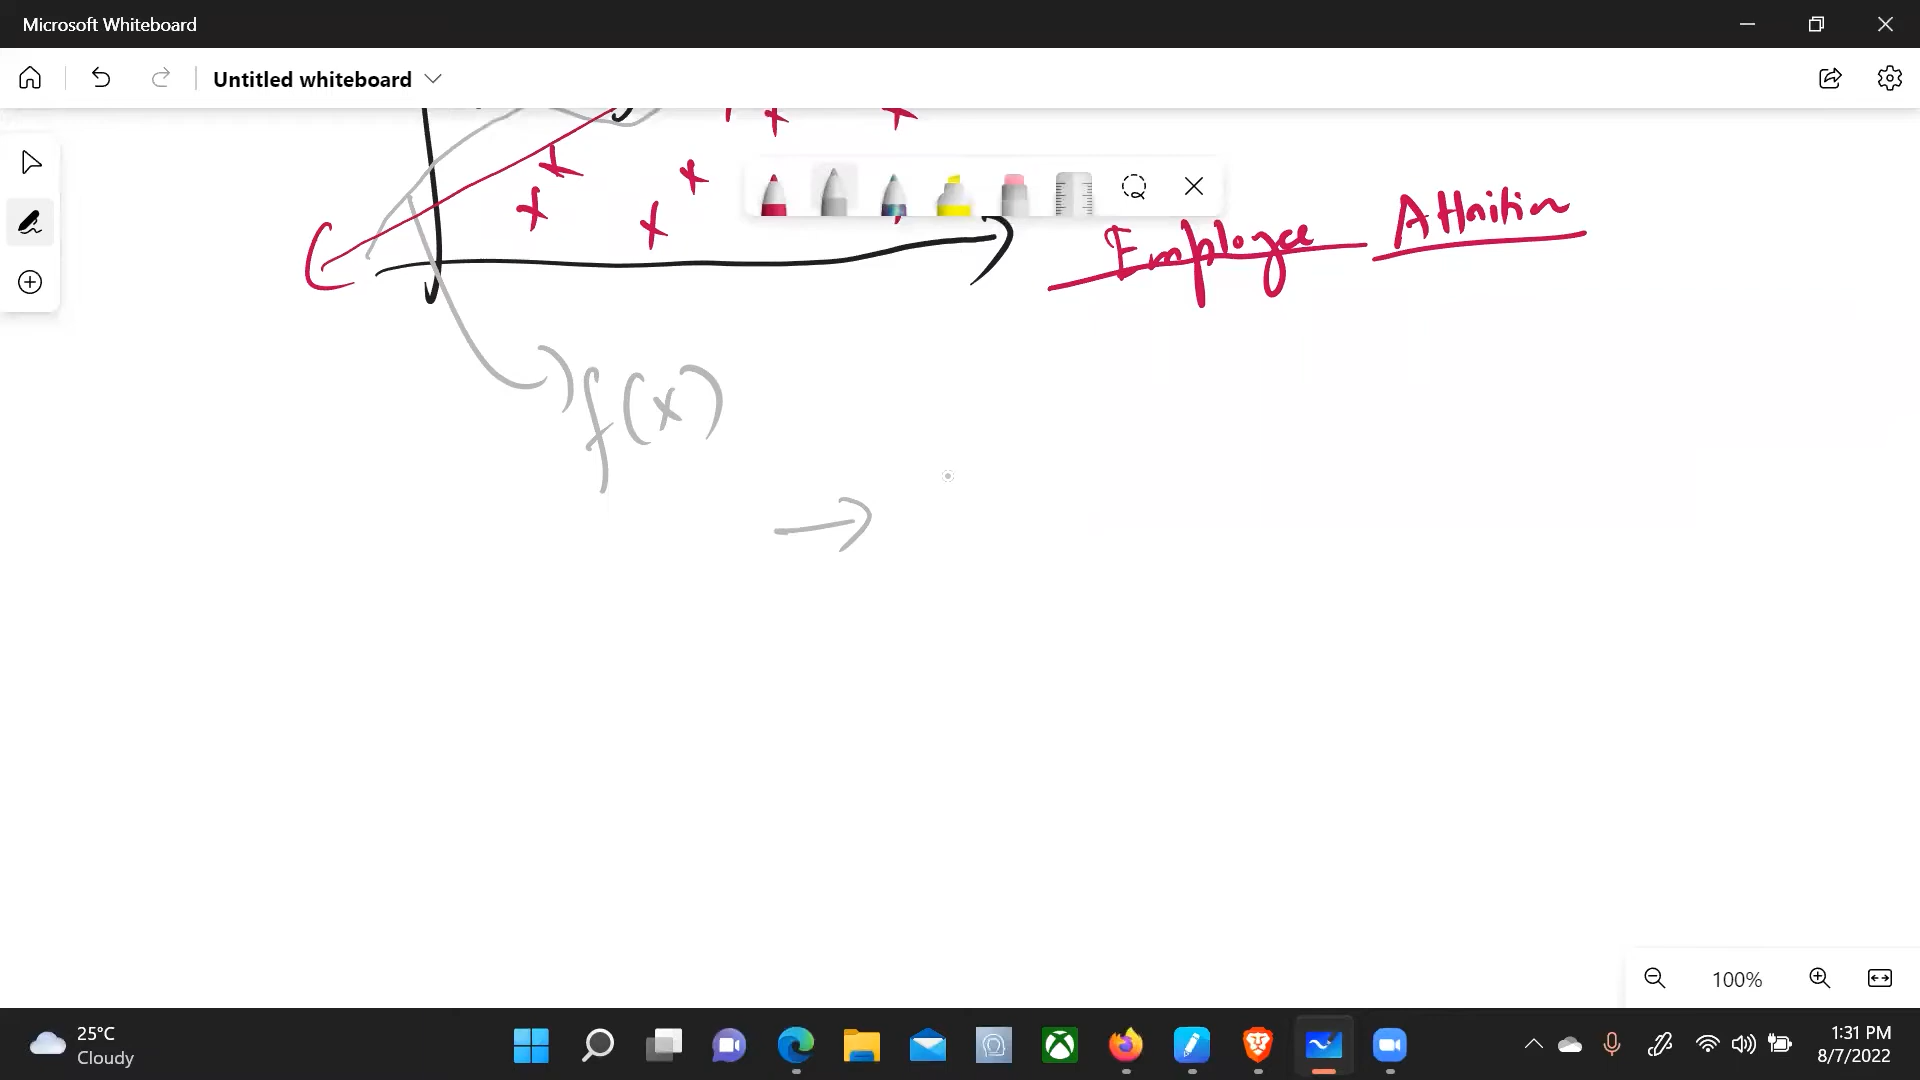 Microsoft Whiteboard
Untitled whiteboard
Employee Attrition
f(x)
100%
25°C
Cloudy
1:31 PM
8/7/2022